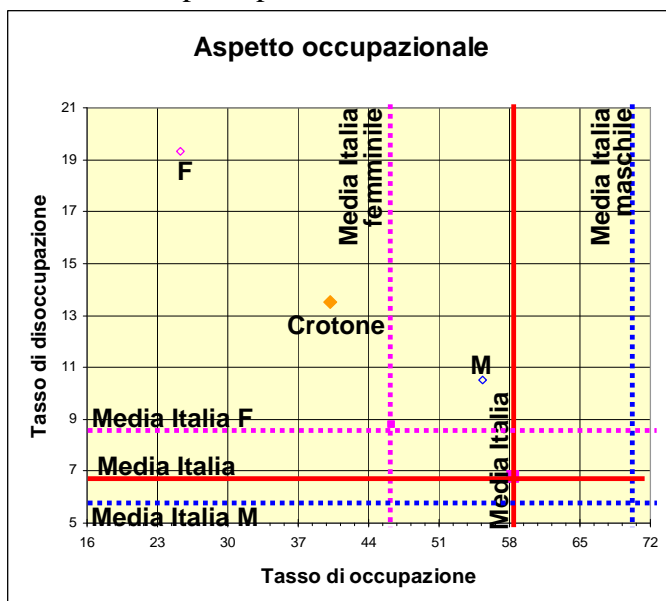 Aspetto occupazionale
Tasso di disoccupazione
21
19
17
15
13
11
9
7
5
F
Crotone
M
Media Italia
femminile
Media Italia
Media Italia
maschile
Media Italia F
Media Italia
Media Italia M
16
23
30
37
44
51
58
65
72
Tasso di occupazione